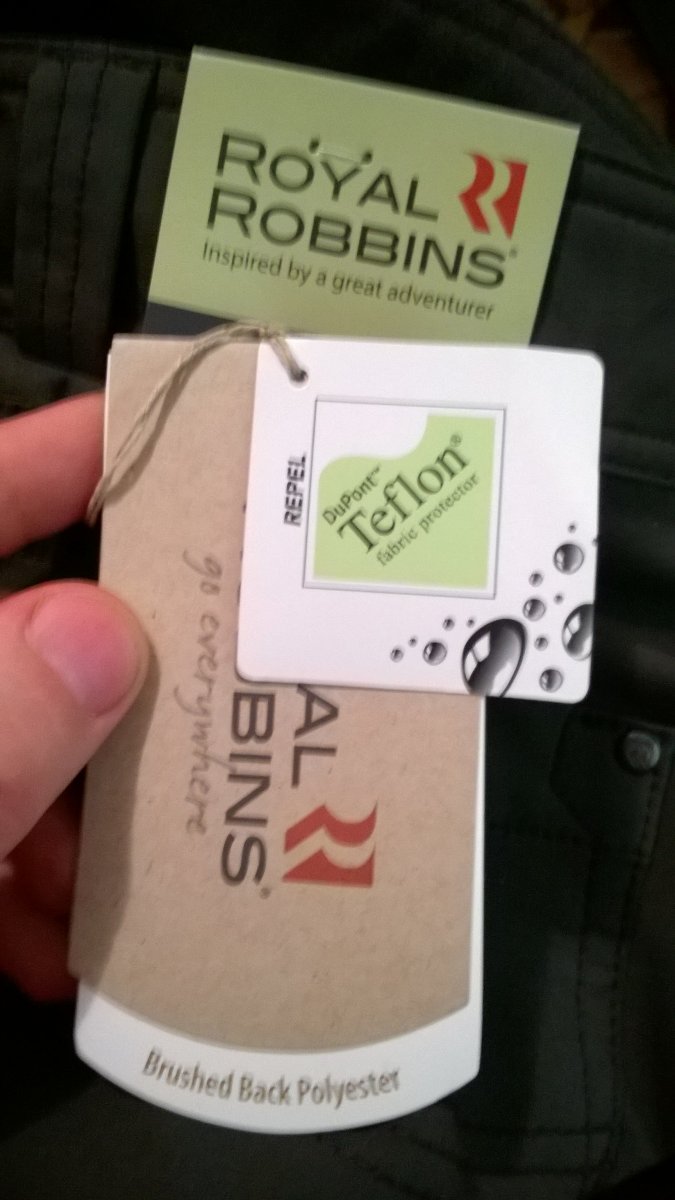 ROYAL
ROBBINS®
Inspired by a great adventurer
REPEL
DuPont™
Teflon®
fabric protector
AL
BINS®
go everywhere
Brushed Back Polyester